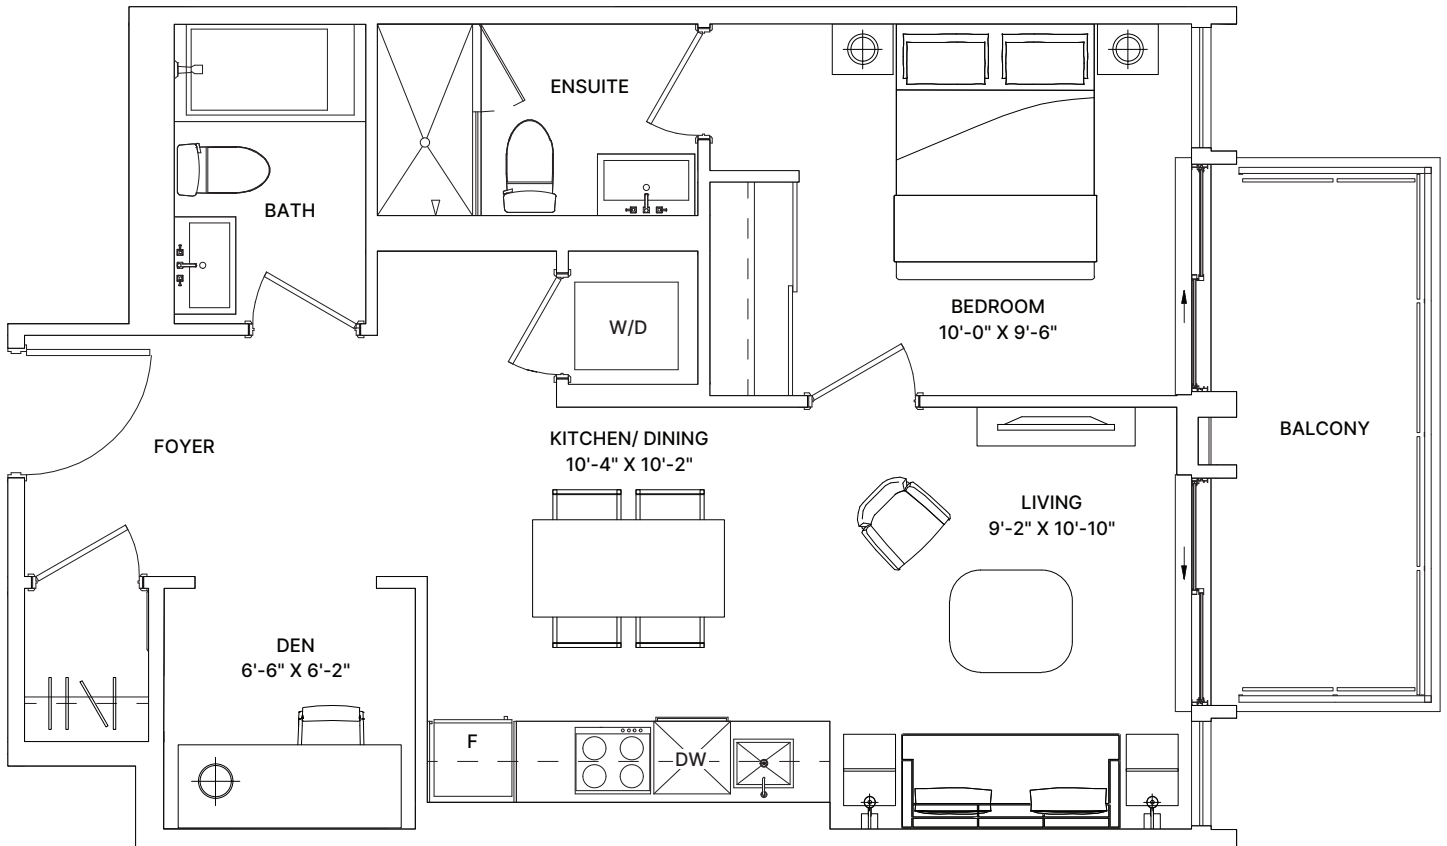 ENSUITE
BATH
W/D
BEDROOM
10'-0" X 9'-6"
FOYER
KITCHEN/ DINING
10'-4" X 10'-2"
BALCONY
LIVING
9'-2" X 10'-10"
DEN
6'-6" X 6'-2"
F
DW